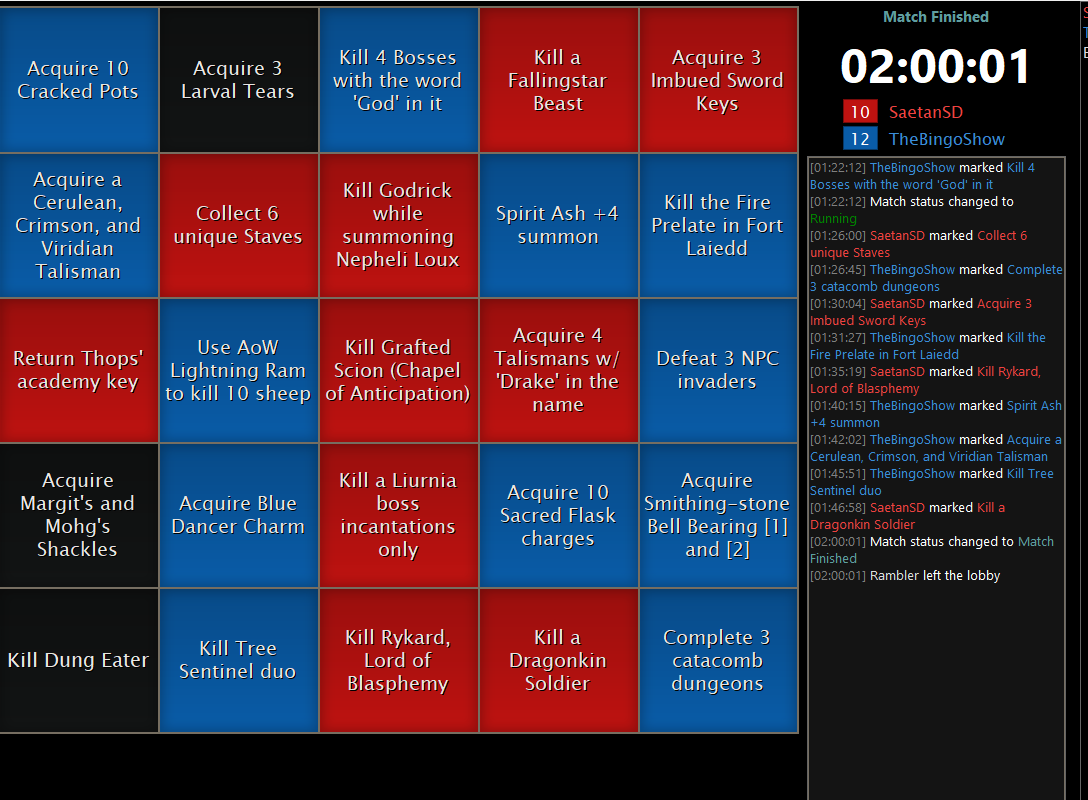 Acquire 10
Cracked Pots
Acquire 3
Larval Tears
Kill 4 Bosses
with the word
'God' in it
Kill a
Fallingstar
Beast
Acquire 3
Imbued Sword
Keys
Acquire a
Cerulean,
Crimson, and
Viridian
Talisman
Collect 6
unique Staves
Kill Godrick
while
summoning
Nepheli Loux
Spirit Ash +4
summon
Kill the Fire
Prelate in Fort
Laiedd
Return Thops'
academy key
Use AoW
Lightning Ram
to kill 10 sheep
Kill Grafted
Scion (Chapel
of Anticipation)
Acquire 4
Talismans w/
'Drake' in the
name
Defeat 3 NPC
invaders
Acquire
Margit's and
Mohg's
Shackles
Acquire Blue
Dancer Charm
Kill a Liurnia
boss
incantations
only
Acquire 10
Sacred Flask
charges
Acquire
Smithing-stone
Bell Bearing [1]
and [2]
Kill Dung Eater
Kill Tree
Sentinel duo
Kill Rykard,
Lord of
Blasphemy
Kill a
Dragonkin
Soldier
Complete 3
catacomb
dungeons
Match Finished
02:00:01
10 SaetanSD
12 TheBingoShow
[01:22:12] TheBingoShow marked Kill 4
Bosses with the word 'God' in it
[01:22:12] Match status changed to
Running
[01:26:00] SaetanSD marked Collect 6
unique Staves
[01:26:45] TheBingoShow marked Complete
3 catacomb dungeons
[01:30:04] SaetanSD marked Acquire 3
Imbued Sword Keys
[01:31:27] TheBingoShow marked Kill the
Fire Prelate in Fort Laiedd
[01:35:19] SaetanSD marked Kill Rykard,
Lord of Blasphemy
[01:40:15] TheBingoShow marked Spirit Ash
+4 summon
[01:42:02] TheBingoShow marked Acquire a
Cerulean, Crimson, and Viridian Talisman
[01:45:51] TheBingoShow marked Kill Tree
Sentinel duo
[01:46:58] SaetanSD marked Kill a
Dragonkin Soldier
[02:00:01] Match status changed to Match
Finished
[02:00:01] Rambler left the lobby